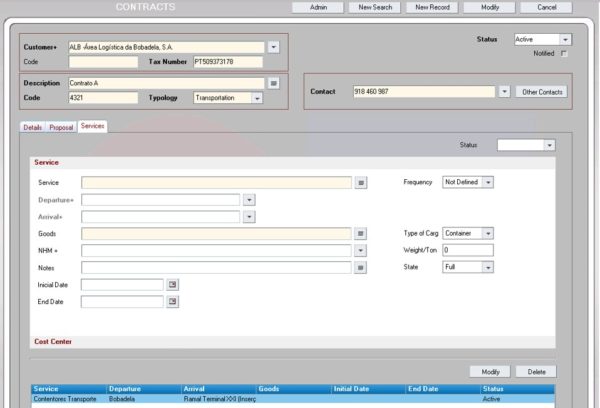 CONTRACTS Admin New Search New Record Modify Cancel
Customer+ ALB -Área Logística da Bobadela, S.A. Status Active
Code Tax Number PT509373178 Notified
Description Contrato A
Code 4321 Typology Transportation Contact 918 460 987 Other Contacts
Details Proposal Services
Status
Service
Service Frequency Not Defined
Departure+
Arrival+
Goods Type of Carg Container
NHM + Weight/Ton 0
Notes State Full
Inicial Date
End Date
Cost Center
Modify Delete
Service Departure Arrival Goods Initial Date End Date Status
Contentores Transporte Bobadela Ramal Terminal XXI (Inserç Active